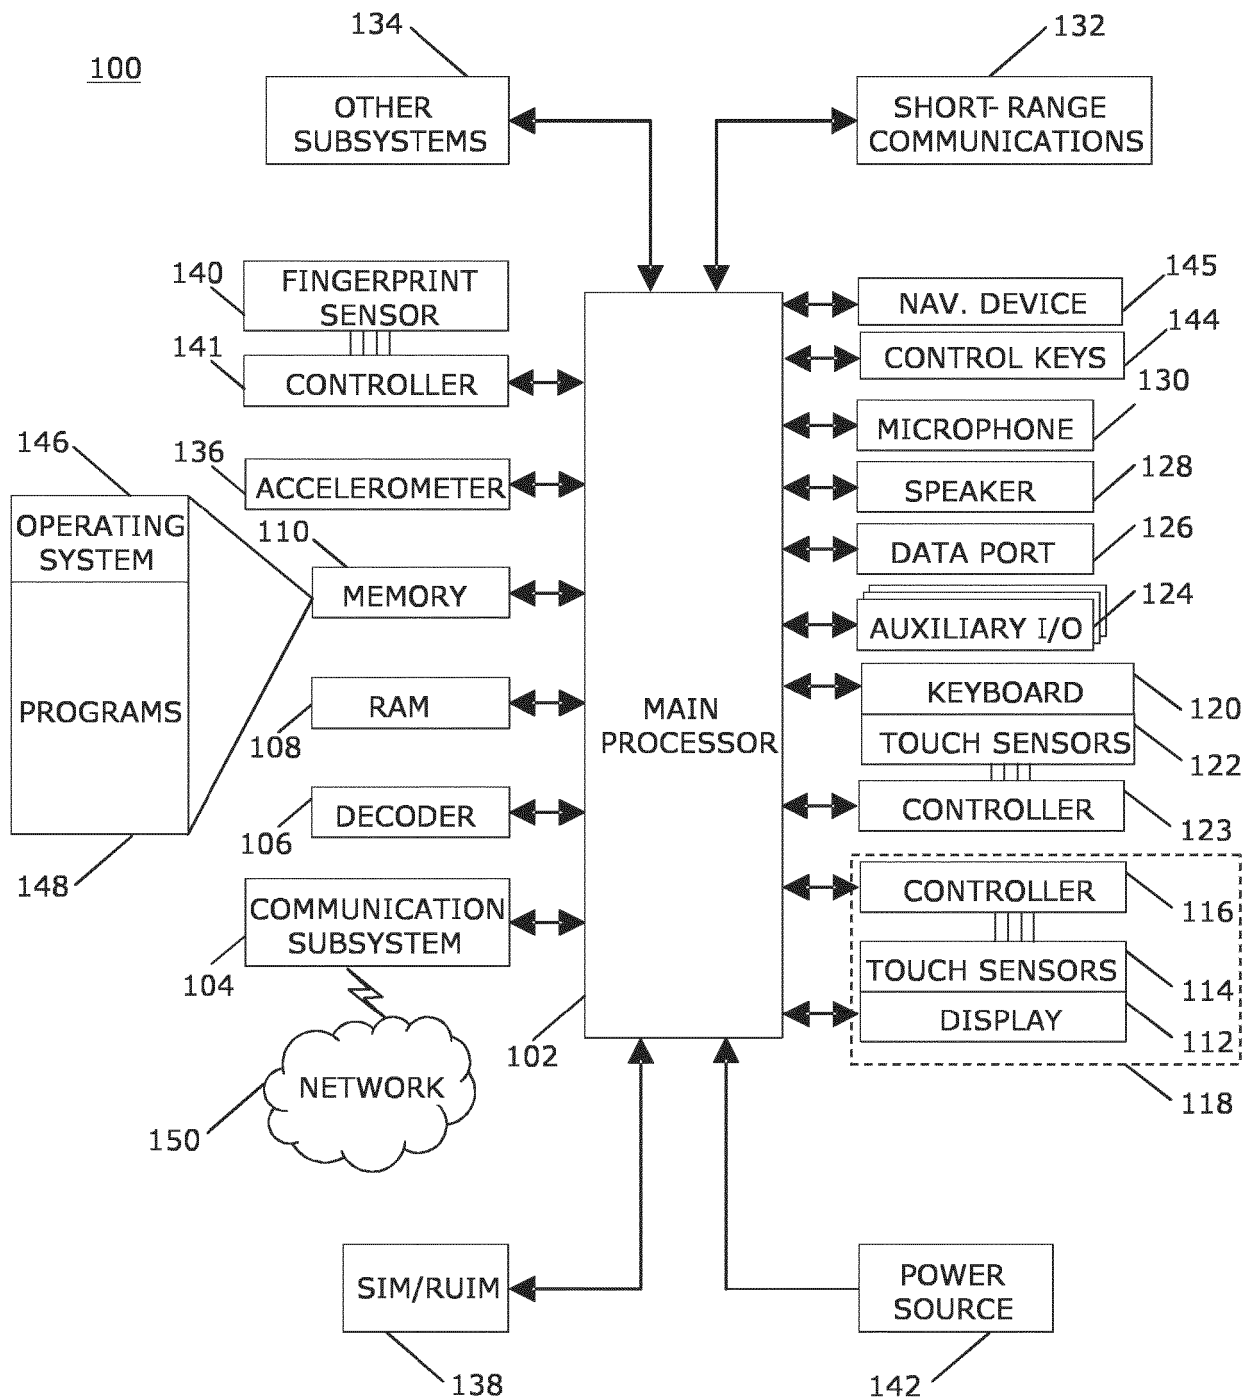 134
132
100
OTHER
SUBSYSTEMS
SHORT-RANGE
COMMUNICATIONS
140
FINGERPRINT
SENSOR
141
CONTROLLER
145
NAV. DEVICE
144
CONTROL KEYS
130
MICROPHONE
146
136
ACCELEROMETER
128
SPEAKER
OPERATING
SYSTEM
110
MEMORY
126
DATA PORT
124
AUXILIARY I/O
PROGRAMS
RAM
108
MAIN
PROCESSOR
KEYBOARD
120
TOUCH SENSORS
122
DECODER
106
CONTROLLER
123
148
COMMUNICATION
SUBSYSTEM
104
CONTROLLER
116
TOUCH SENSORS
114
DISPLAY
112
102
118
NETWORK
150
SIM/RUIM
138
POWER
SOURCE
142